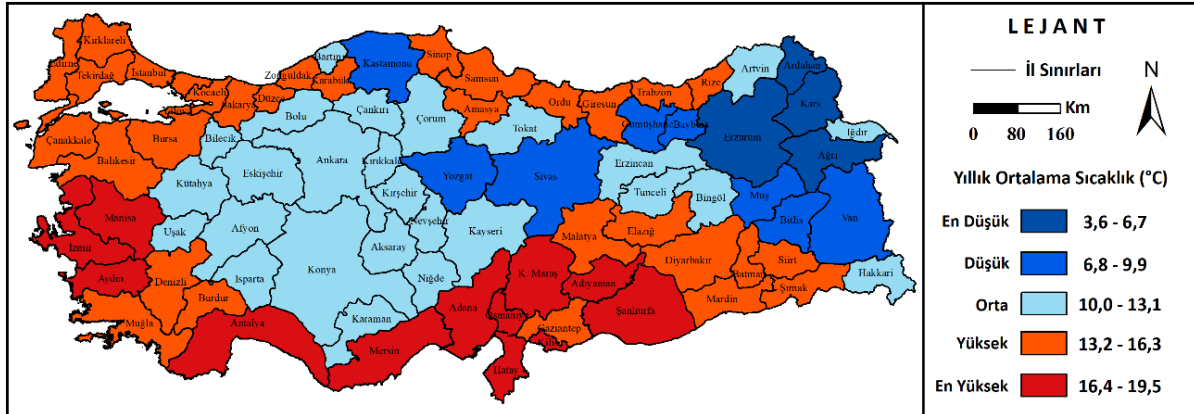 Kırklareli
Edirne
Tekirdağ
İstanbul
Kocaeli
Sakarya
Düzce
Zonguldak
Bartın
Karabük
Kastamonu
Sinop
Samsun
Amasya
Ordu
Giresun
Trabzon
Rize
Artvin
Ardahan
Kars
Iğdır
Ağrı
Erzurum
Bayburt
Gümüşhane
Çanakkale
Balıkesir
Bursa
Bilecik
Bolu
Çankırı
Çorum
Tokat
Kütahya
Eskişehir
Ankara
Kırıkkale
Yozgat
Sivas
Erzincan
Tunceli
Bingöl
Muş
Bitlis
Van
Hakkari
Manisa
Uşak
Afyon
Kırşehir
Nevşehir
Kayseri
Malatya
Elazığ
Diyarbakır
Batman
Siirt
Şırnak
Mardin
İzmir
Aydın
Denizli
Isparta
Burdur
Muğla
Konya
Aksaray
Niğde
Karaman
Antalya
Mersin
Adana
Osmaniye
K. Maraş
Adıyaman
Şanlıurfa
Gaziantep
Kilis
Hatay
LEJANT
İl Sınırları
N
Km
0 80 160
Yıllık Ortalama Sıcaklık (°C)
En Düşük 3,6 - 6,7
Düşük 6,8 - 9,9
Orta 10,0 - 13,1
Yüksek 13,2 - 16,3
En Yüksek 16,4 - 19,5